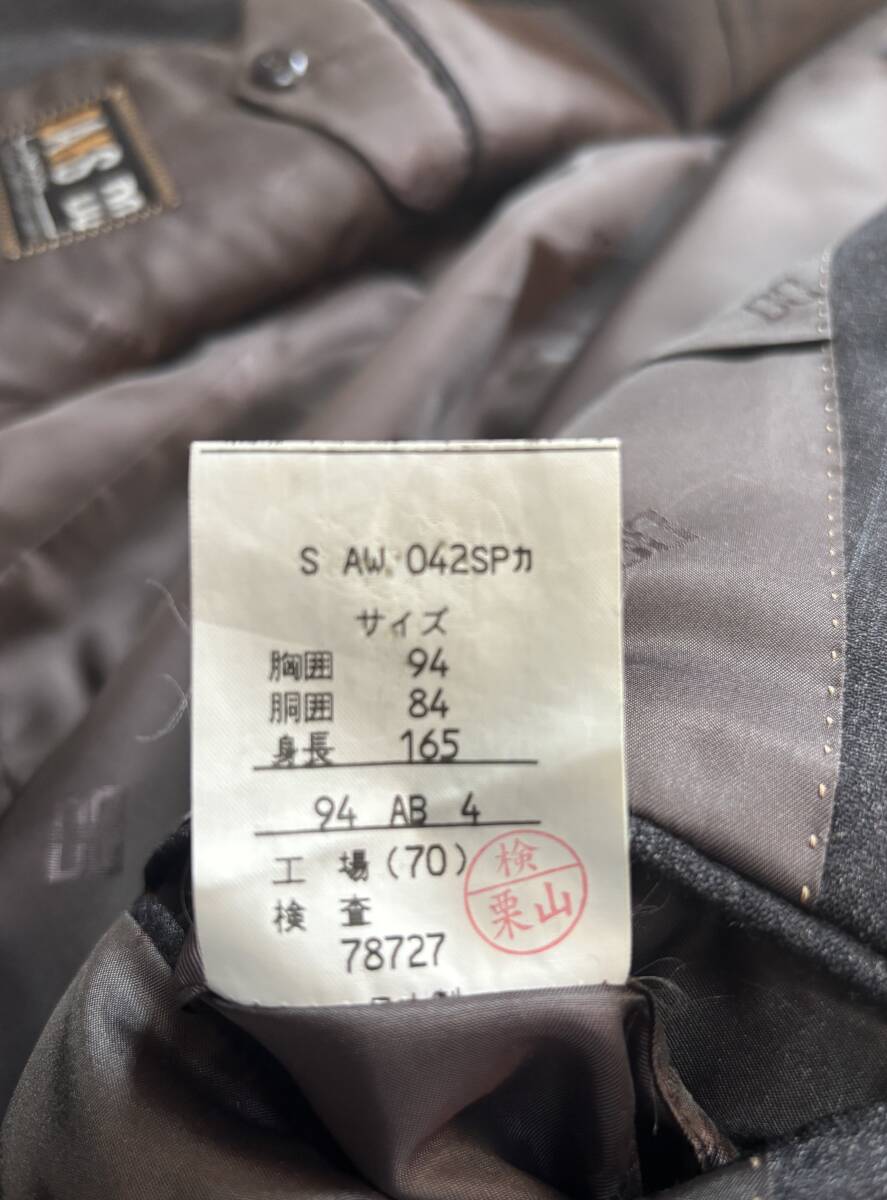 S AW. 042SPカ
サイズ
胸囲 94
胴囲 84
身長 165
94 AB 4
工 場 (70)
検 査
78727
検
栗山